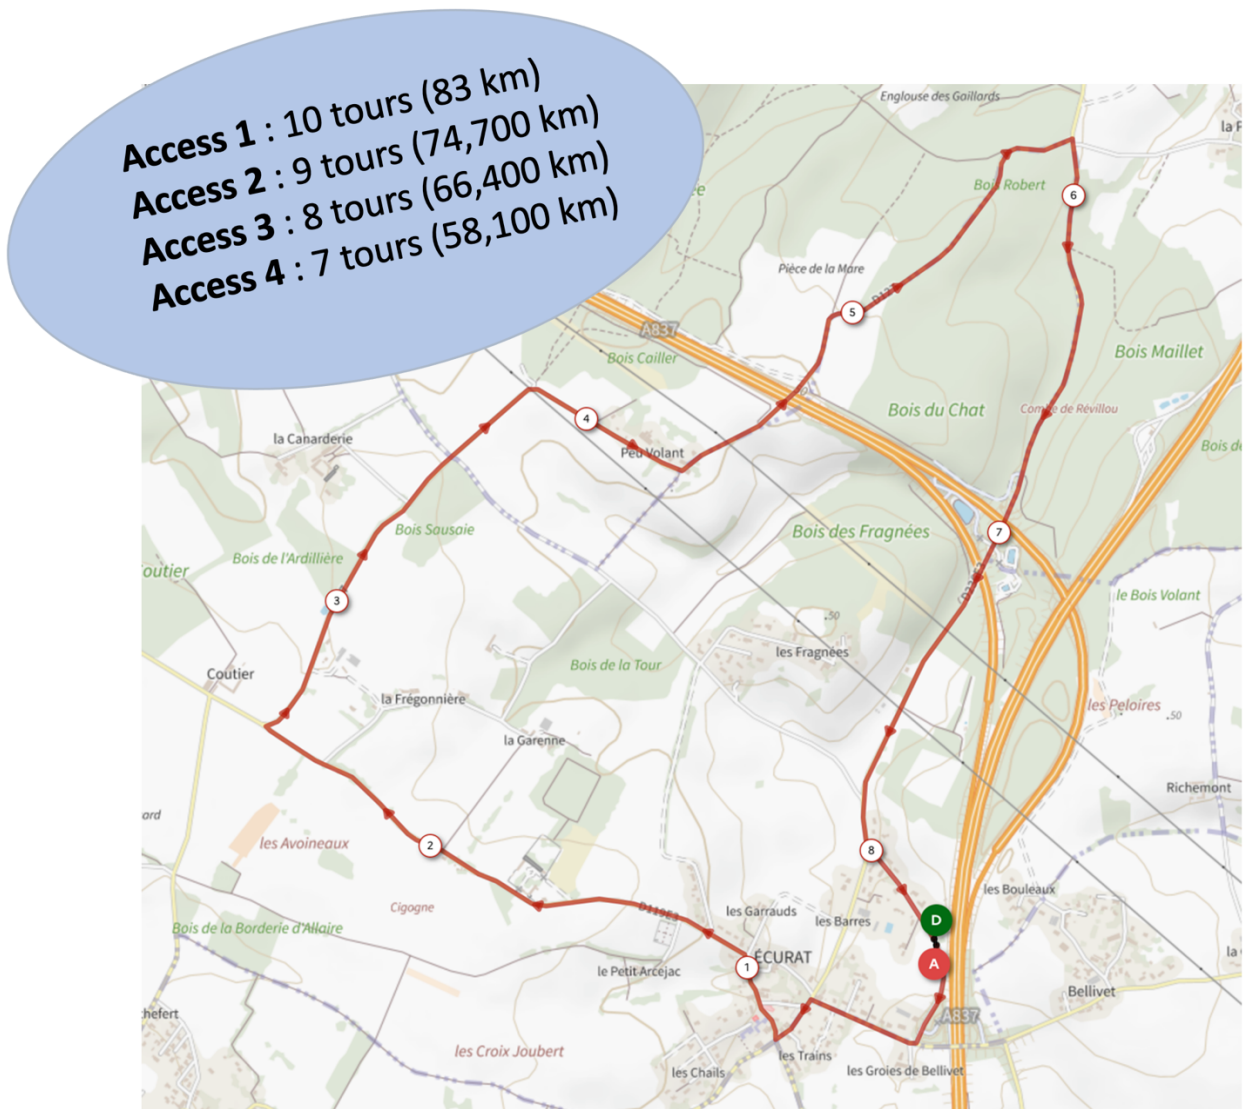 Access 1 : 10 tours (83 km)
Access 2 : 9 tours (74,700 km)
Access 3 : 8 tours (66,400 km)
Access 4 : 7 tours (58,100 km)
Englouse des Gaillards
Bois Robert
6
Pièce de la Mare
5
A837
Bois Cailler
Bois Maillet
Bois du Chat
4
Peu Volant
la Canarderie
Bois Sausaie
Bois de l'Ardillière
Bois des Fragnées
7
3
le Bois Volant
.50
les Fragnées
Bois de la Tour
Coutier
la Frégonnière
les Peloires
.50
la Garenne
Richemont
les Avoineaux
2
8
les Bouleaux
Cigogne
D119E3
les Garrauds
les Barres
D
Bois de la Borderie d'Allaire
1
ÉCURAT
A
le Petit Arcejac
Bellivet
A837
les Croix Joubert
les Trains
les Chails
les Groies de Bellivet